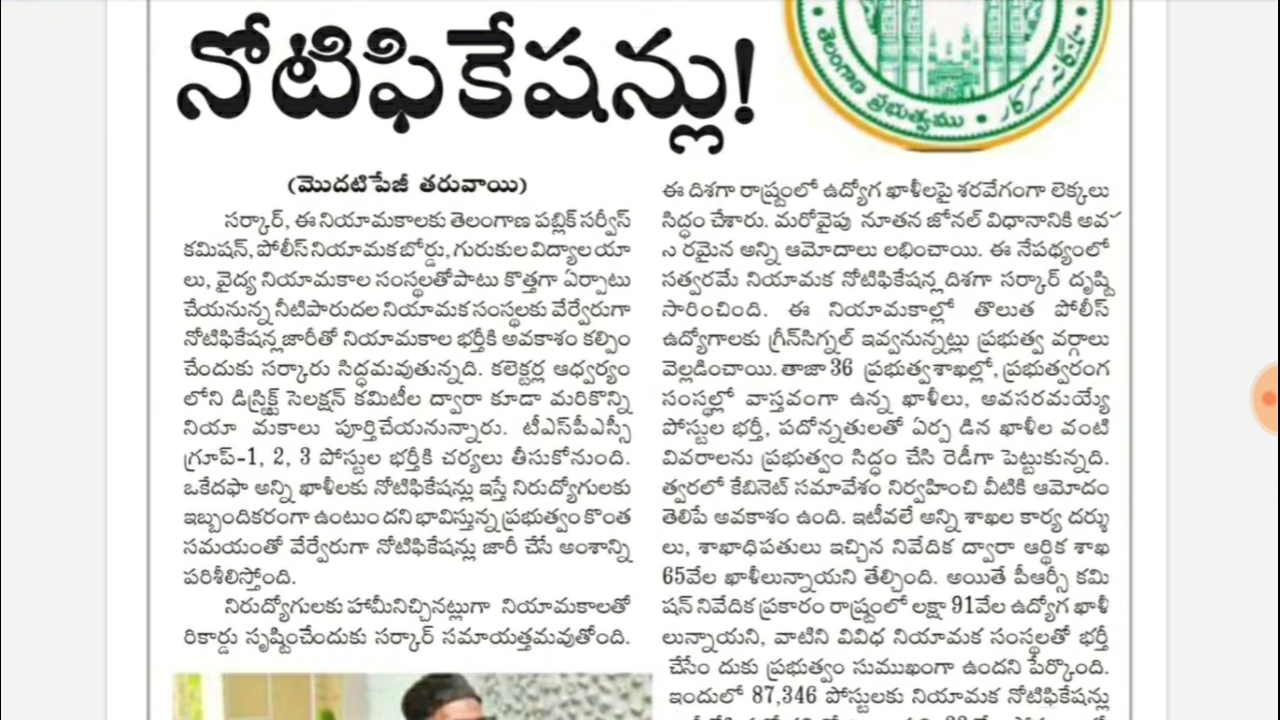 నోటిఫికేషన్లు!
తెలంగాణ ప్రభుత్వము
(మొదటిపేజీ తరువాయి)
సర్కార్, ఈ నియామకాలకు తెలంగాణ పబ్లిక్ సర్వీస్
కమిషన్, పోలీస్ నియామక బోర్డు, గురుకుల విద్యాలయా
లు, వైద్య నియామకాల సంస్థలతోపాటు కొత్తగా ఏర్పాటు
చేయనున్న నీటిపారుదల నియామక సంస్థలకు వేర్వేరుగా
నోటిఫికేషన్ల జారీతో నియామకాల భర్తీకి అవకాశం కల్పిం
చేందుకు సర్కారు సిద్ధమవుతున్నది. కలెక్టర్ల ఆధ్వర్యం
లోని డిస్ట్రిక్ట్ సెలక్షన్ కమిటీల ద్వారా కూడా మరికొన్ని
నియా మకాలు పూర్తిచేయనున్నారు. టీఎస్‌పీఎస్సీ
గ్రూప్-1, 2, 3 పోస్టుల భర్తీకి చర్యలు తీసుకోనుంది.
ఒకేదఫా అన్ని ఖాళీలకు నోటిఫికేషన్లు ఇస్తే నిరుద్యోగులకు
ఇబ్బందికరంగా ఉంటుం దని భావిస్తున్న ప్రభుత్వం కొంత
సమయంతో వేర్వేరుగా నోటిఫికేషన్లు జారీ చేసే అంశాన్ని
పరిశీలిస్తోంది.
నిరుద్యోగులకు హామీనిచ్చినట్లుగా నియామకాలతో
రికార్డు సృష్టించేందుకు సర్కార్ సమాయత్తమవుతోంది.
ఈ దిశగా రాష్ట్రంలో ఉద్యోగ ఖాళీలపై శరవేగంగా లెక్కలు
సిద్ధం చేశారు. మరోవైపు నూతన జోనల్ విధానానికి అవ
స రమైన అన్ని ఆమోదాలు లభించాయి. ఈ నేపథ్యంలో
సత్వరమే నియామక నోటిఫికేషన్ల దిశగా సర్కార్ దృష్టి
సారించింది. ఈ నియామకాల్లో తొలుత పోలీస్
ఉద్యోగాలకు గ్రీన్‌సిగ్నల్ ఇవ్వనున్నట్లు ప్రభుత్వ వర్గాలు
వెల్లడించాయి. తాజా 36 ప్రభుత్వశాఖల్లో, ప్రభుత్వరంగ
సంస్థల్లో వాస్తవంగా ఉన్న ఖాళీలు, అవసరమయ్యే
పోస్టుల భర్తీ, పదోన్నతులతో ఏర్ప డిన ఖాళీల వంటి
వివరాలను ప్రభుత్వం సిద్ధం చేసి రెడీగా పెట్టుకున్నది.
త్వరలో కేబినెట్ సమావేశం నిర్వహించి వీటికి ఆమోదం
తెలిపే అవకాశం ఉంది. ఇటీవలే అన్ని శాఖల కార్య దర్శు
లు, శాఖాధిపతులు ఇచ్చిన నివేదిక ద్వారా ఆర్థిక శాఖ
65వేల ఖాళీలున్నాయని తేల్చింది. అయితే పీఆర్సీ కమి
షన్ నివేదిక ప్రకారం రాష్ట్రంలో లక్షా 91వేల ఉద్యోగ ఖాళీ
లున్నాయని, వాటిని వివిధ నియామక సంస్థలతో భర్తీ
చేసేం దుకు ప్రభుత్వం సుముఖంగా ఉందని పేర్కొంది.
ఇందులో 87,346 పోస్టులకు నియామక నోటిఫికేషన్లు